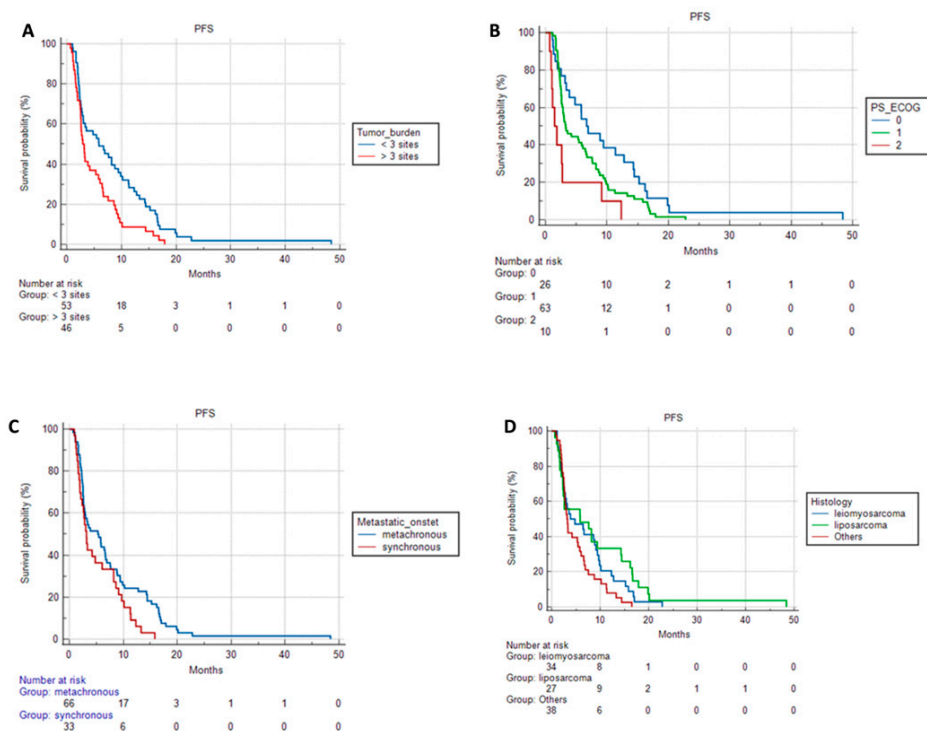 A
PFS
Survival probability (%)
100
80
60
40
20
0
0 10 20 30 40 50
Months
Tumor_burden
< 3 sites
> 3 sites
Number at risk
Group: < 3 sites
53 18 3 1 1 0
Group: > 3 sites
46 5 0 0 0 0
B
PFS
Survival probability (%)
100
80
60
40
20
0
0 10 20 30 40 50
Months
PS_ECOG
0
1
2
Number at risk
Group: 0
26 10 2 1 1 0
Group: 1
63 12 1 0 0 0
Group: 2
10 1 0 0 0 0
C
PFS
Survival probability (%)
100
80
60
40
20
0
0 10 20 30 40 50
Months
Metastatic_onstet
metachronous
synchronous
Number at risk
Group: metachronous
66 17 3 1 1 0
Group: synchronous
33 6 0 0 0 0
D
PFS
Survival probability (%)
100
80
60
40
20
0
0 10 20 30 40 50
Months
Histology
leiomyosarcoma
liposarcoma
Others
Number at risk
Group: leiomyosarcoma
34 8 1 0 0 0
Group: liposarcoma
27 9 2 1 1 0
Group: Others
38 6 0 0 0 0